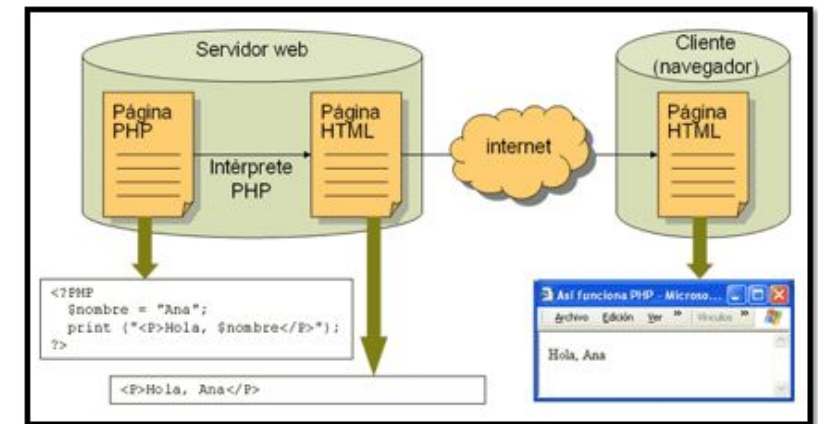 Servidor web
Cliente
(navegador)
Página
PHP
Intérprete
PHP
Página
HTML
internet
Página
HTML
<?PHP
$nombre = "Ana";
print ("<P>Hola, $nombre</P>");
?>
<P>Hola, Ana</P>
Así funciona PHP - Microso...
Archivo Edición Ver » Vínculos »
Hola, Ana